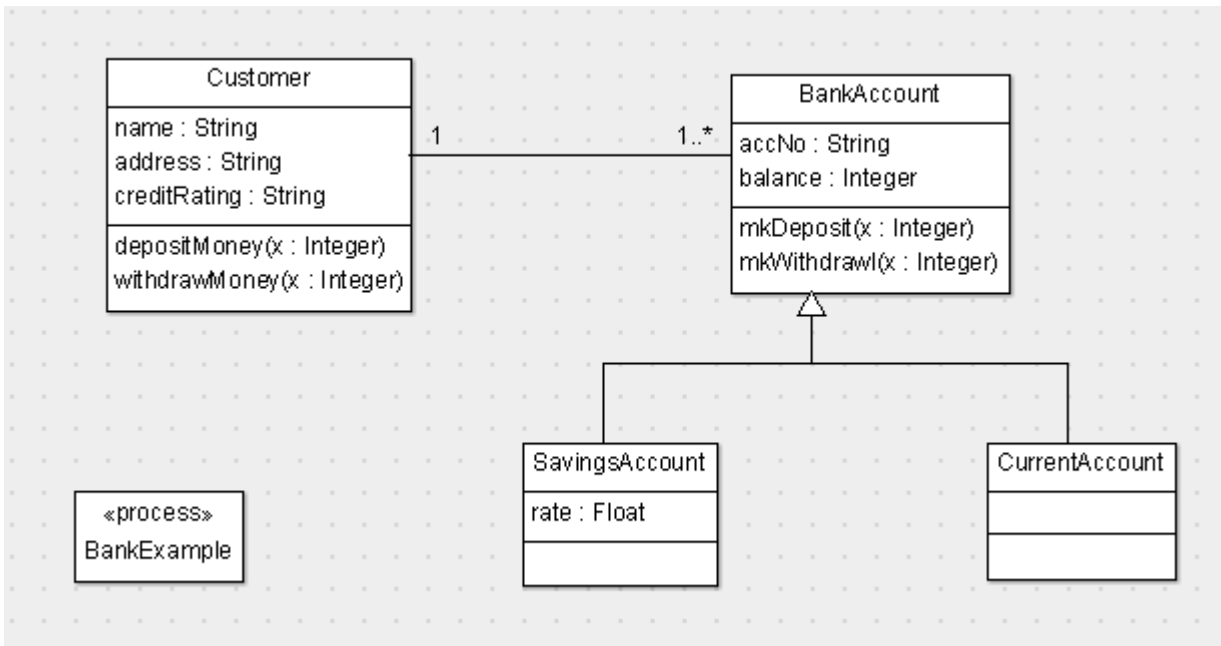 Customer
name : String
address : String
creditRating : String
depositMoney(x : Integer)
withdrawMoney(x : Integer)
1
1..*
BankAccount
accNo : String
balance : Integer
mkDeposit(x : Integer)
mkWithdrawl(x : Integer)
SavingsAccount
rate : Float
CurrentAccount
«process»
BankExample